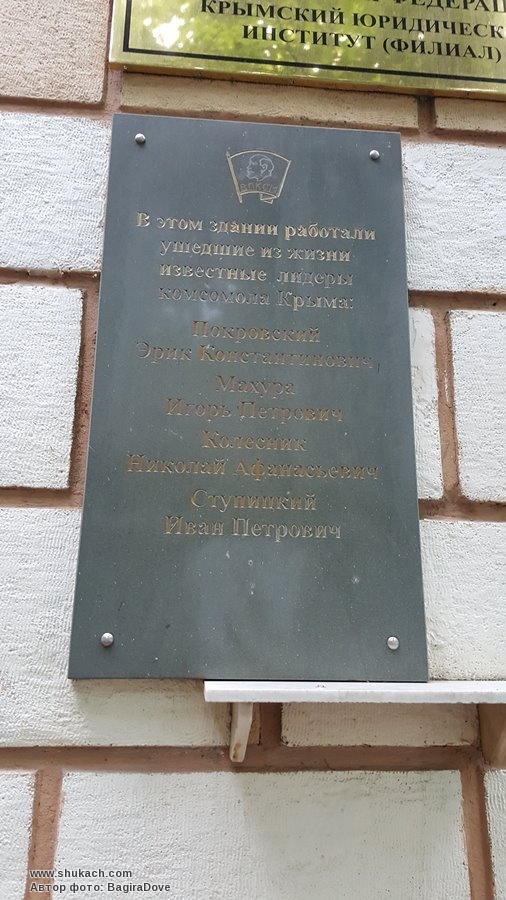 ФЕДЕРАЦ
КРЫМСКИЙ ЮРИДИЧЕСК
ИНСТИТУТ (ФИЛИАЛ)
ВЛКСМ
В этом здании работали
ушедшие из жизни
известные лидеры
комсомола Крыма:
Покровский
Эрик Константинович,
Махура
Игорь Петрович
Колесник
Николай Афанасьевич
Ступицкий
Иван Петрович
www.shukach.com
Автор фото: BagiraDove